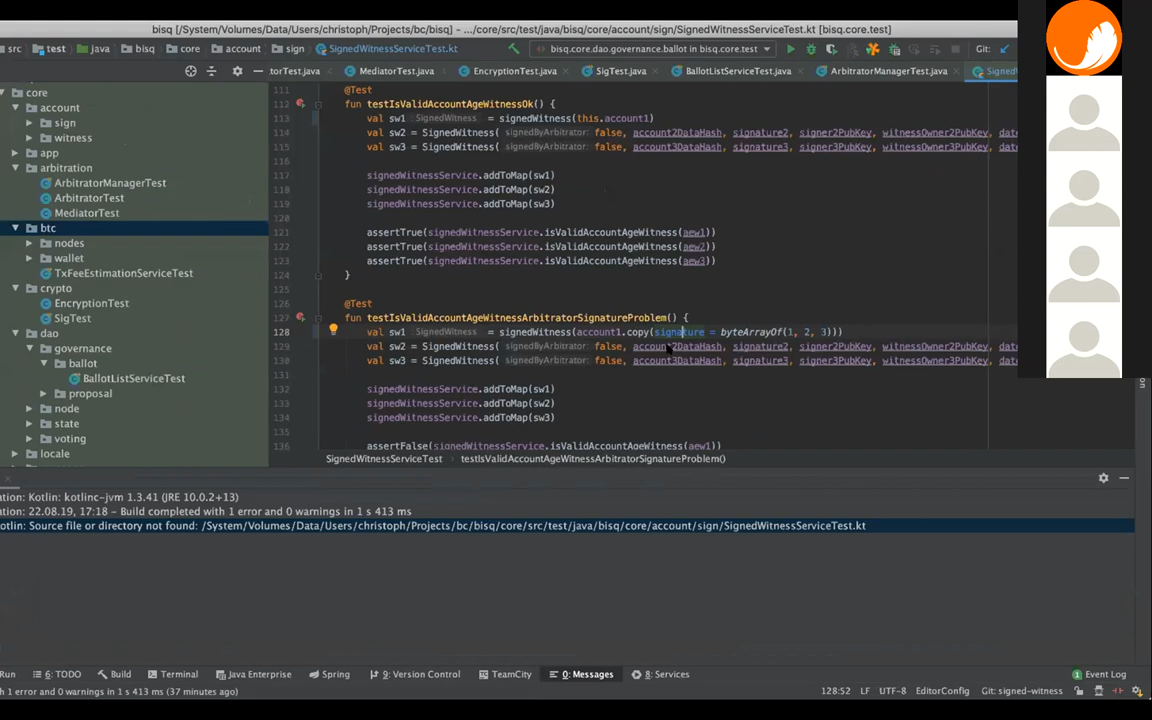 bisq [/System/Volumes/Data/Users/christoph/Projects/bc/bisq] - .../core/src/test/java/bisq/core/account/sign/SignedWitnessServiceTest.kt [bisq.core.test]
src test java bisq core account sign SignedWitnessServiceTest.kt bisq.core.dao.governance.ballot in bisq.core.test Git:
torTest.java MediatorTest.java EncryptionTest.java SigTest.java BallotListServiceTest.java ArbitratorManagerTest.java Signed
core
account
sign
witness
app
arbitration
ArbitratorManagerTest
ArbitratorTest
MediatorTest
btc
nodes
wallet
TxFeeEstimationServiceTest
crypto
EncryptionTest
SigTest
dao
governance
ballot
BallotListServiceTest
proposal
node
state
voting
locale
111 @Test
112 fun testIsValidAccountAgeWitnessOk() {
113 val sw1 SignedWitness = signedWitness(this.account1)
114 val sw2 = SignedWitness( signedByArbitrator: false, account2DataHash, signature2, signer2PubKey, witnessOwner2PubKey, date
115 val sw3 = SignedWitness( signedByArbitrator: false, account3DataHash, signature3, signer3PubKey, witnessOwner3PubKey, date
116
117 signedWitnessService.addToMap(sw1)
118 signedWitnessService.addToMap(sw2)
119 signedWitnessService.addToMap(sw3)
120
121 assertTrue(signedWitnessService.isValidAccountAgeWitness(aew1))
122 assertTrue(signedWitnessService.isValidAccountAgeWitness(aew2))
123 assertTrue(signedWitnessService.isValidAccountAgeWitness(aew3))
124 }
125
126 @Test
127 fun testIsValidAccountAgeWitnessArbitratorSignatureProblem() {
128 val sw1 : SignedWitness = signedWitness(account1.copy(signature = byteArrayOf(1, 2, 3)))
129 val sw2 = SignedWitness( signedByArbitrator: false, account2DataHash, signature2, signer2PubKey, witnessOwner2PubKey, date
130 val sw3 = SignedWitness( signedByArbitrator: false, account3DataHash, signature3, signer3PubKey, witnessOwner3PubKey, date
131
132 signedWitnessService.addToMap(sw1)
133 signedWitnessService.addToMap(sw2)
134 signedWitnessService.addToMap(sw3)
135
136 assertFalse(signedWitnessService.isValidAccountAgeWitness(aew1))
SignedWitnessServiceTest testIsValidAccountAgeWitnessArbitratorSignatureProblem()
ation: Kotlin: kotlinc-jvm 1.3.41 (JRE 10.0.2+13)
ation: 22.08.19, 17:18 - Build completed with 1 error and 0 warnings in 1 s 413 ms
otlin: Source file or directory not found: /System/Volumes/Data/Users/christoph/Projects/bc/bisq/core/src/test/java/bisq/core/account/sign/SignedWitnessServiceTest.kt
Run 6: TODO Build Terminal Java Enterprise Spring 9: Version Control TeamCity 0: Messages 8: Services Event Log
h 1 error and 0 warnings in 1 s 413 ms (37 minutes ago) 128:52 LF UTF-8 EditorConfig Git: signed-witness